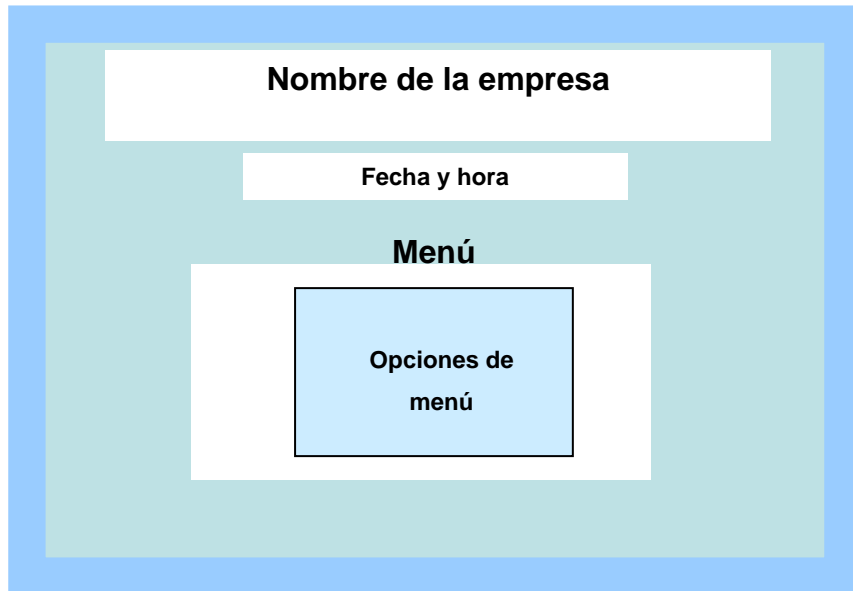 Nombre de la empresa
Fecha y hora
Menú
Opciones de
menú